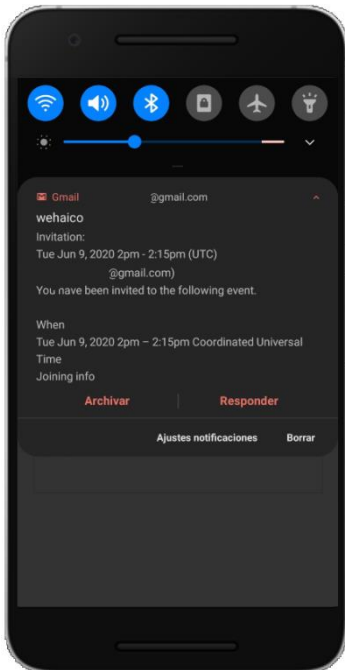 Gmail @gmail.com
wehaico
Invitation:
Tue Jun 9, 2020 2pm - 2:15pm (UTC)
@gmail.com)
You have been invited to the following event.
When
Tue Jun 9, 2020 2pm – 2:15pm Coordinated Universal
Time
Joining info
Archivar Responder
Ajustes notificaciones Borrar